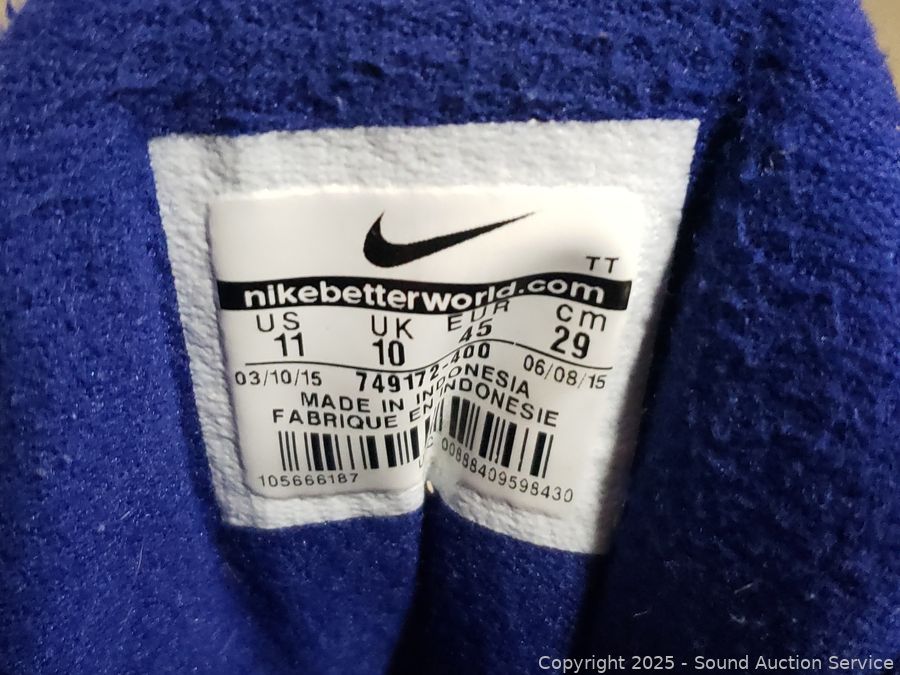 TT
nikebetterworld.com
US UK EUR cm
11 10 45 29
03/10/15 749172-400 06/08/15
MADE IN INDONESIA
FABRIQUE EN INDONESIE
105666187 00888409598430
Copyright 2025 - Sound Auction Service